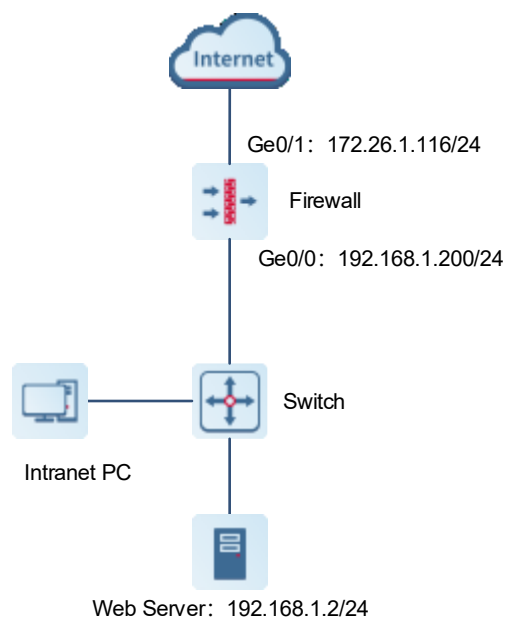 Internet
Ge0/1：172.26.1.116/24
Firewall
Ge0/0：192.168.1.200/24
Switch
Intranet PC
Web Server：192.168.1.2/24